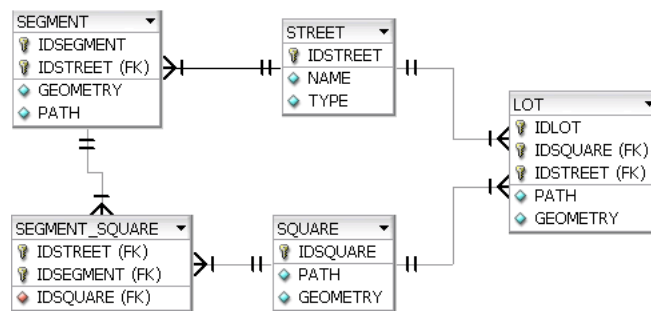 SEGMENT
IDSEGMENT
IDSTREET (FK)
GEOMETRY
PATH
STREET
IDSTREET
NAME
TYPE
LOT
IDLOT
IDSQUARE (FK)
IDSTREET (FK)
PATH
GEOMETRY
SEGMENT_SQUARE
IDSTREET (FK)
IDSEGMENT (FK)
IDSQUARE (FK)
SQUARE
IDSQUARE
PATH
GEOMETRY